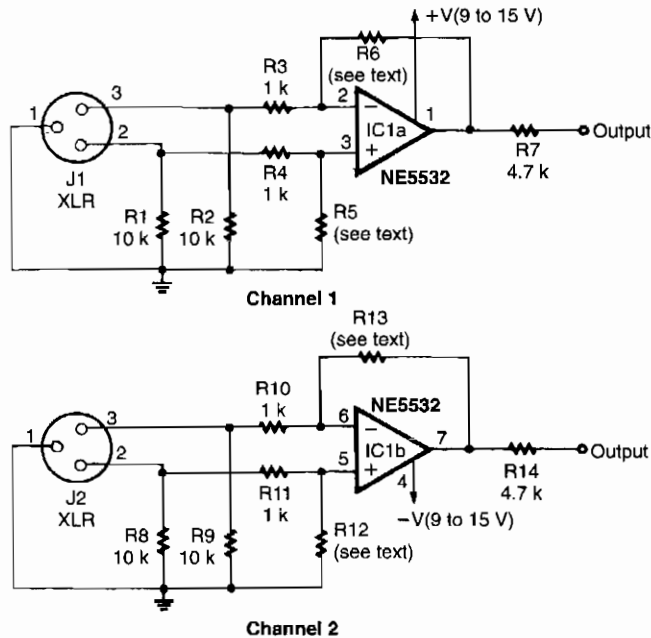 +V(9 to 15 V)
R6
(see text)
R3
1 k
3
2
1
1
2
IC1a
3
Output
R7
4.7 k
R4
1 k
NE5532
J1
XLR
R1
10 k
R2
10 k
R5
(see text)
Channel 1
R13
(see text)
R10
1 k
NE5532
3
6
1
7
2
IC1b
5
Output
4
R14
4.7 k
R11
1 k
J2
XLR
−V(9 to 15 V)
R8
10 k
R9
10 k
R12
(see text)
Channel 2